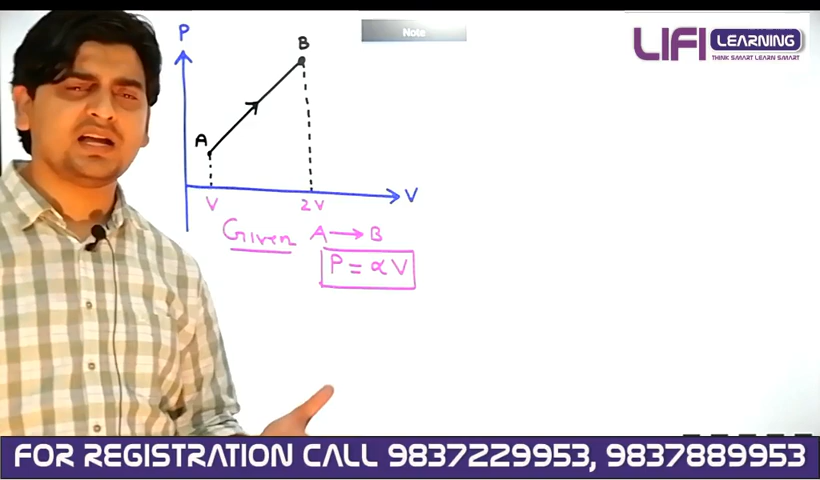 P
B
Note
LIFI LEARNING
THINK SMART LEARN SMART
A
V
V
2V
Given A → B
P = αV
FOR REGISTRATION CALL 9837229953, 9837889953